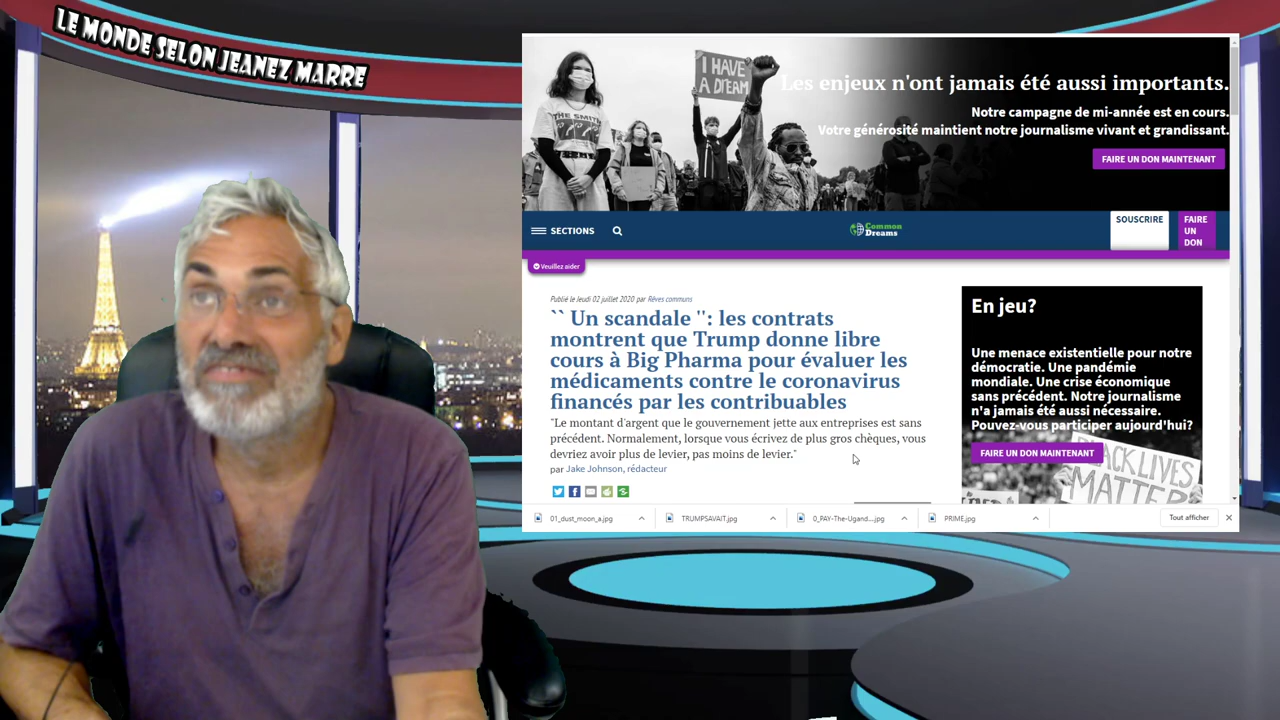 LE MONDE SELON JEANEZ MARRE
I HAVE
A DREAM
THE SMITHS
Les enjeux n'ont jamais été aussi importants.
Notre campagne de mi-année est en cours.
Votre générosité maintient notre journalisme vivant et grandissant.
FAIRE UN DON MAINTENANT
SECTIONS
Common
Dreams
SOUSCRIRE
FAIRE
UN
DON
Veuillez aider
Publié le Jeudi 02 juillet 2020 par Rêves communs
`` Un scandale '': les contrats
montrent que Trump donne libre
cours à Big Pharma pour évaluer les
médicaments contre le coronavirus
financés par les contribuables
"Le montant d'argent que le gouvernement jette aux entreprises est sans
précédent. Normalement, lorsque vous écrivez de plus gros chèques, vous
devriez avoir plus de levier, pas moins de levier."
par Jake Johnson, rédacteur
En jeu?
Une menace existentielle pour notre
démocratie. Une pandémie
mondiale. Une crise économique
sans précédent. Notre journalisme
n'a jamais été aussi nécessaire.
Pouvez-vous participer aujourd'hui?
FAIRE UN DON MAINTENANT
BLACK LIVES
MATTER
01_dust_moon_a.jpg
TRUMPSAVAIT.jpg
0_PAY-The-Ugand....jpg
PRIME.jpg
Tout afficher